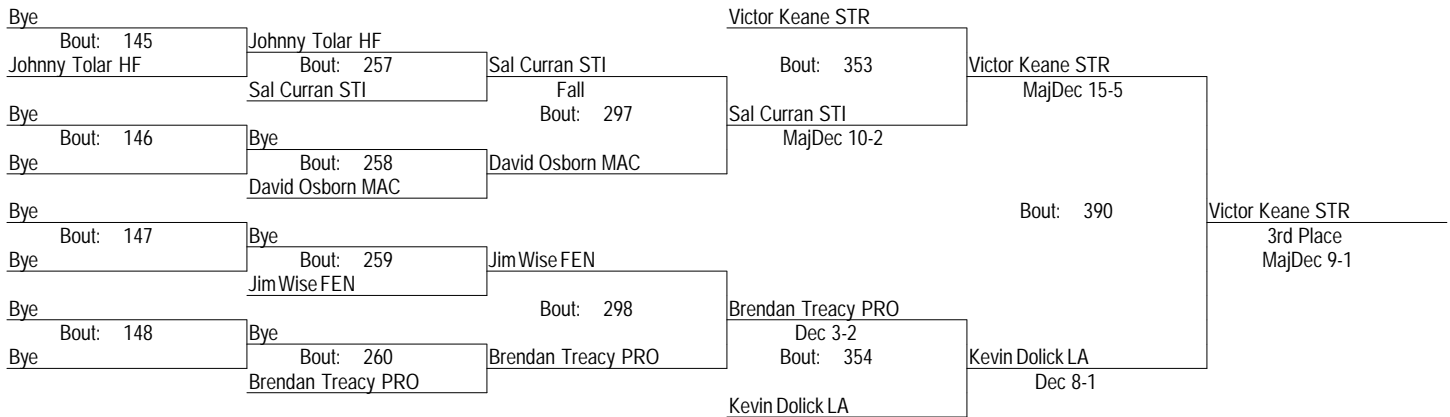 Bye
Victor Keane STR
Bout: 145
Johnny Tolar HF
Johnny Tolar HF
Bout: 257
Sal Curran STI
Bout: 353
Victor Keane STR
Sal Curran STI
Fall
MajDec 15-5
Bye
Bout: 297
Sal Curran STI
Bout: 146
Bye
MajDec 10-2
Bye
Bout: 258
David Osborn MAC
David Osborn MAC
Bye
Bout: 390
Victor Keane STR
Bout: 147
Bye
3rd Place
Bye
Bout: 259
Jim Wise FEN
MajDec 9-1
Jim Wise FEN
Bye
Bout: 298
Brendan Treacy PRO
Bout: 148
Bye
Dec 3-2
Bye
Bout: 260
Brendan Treacy PRO
Bout: 354
Kevin Dolick LA
Brendan Treacy PRO
Dec 8-1
Kevin Dolick LA